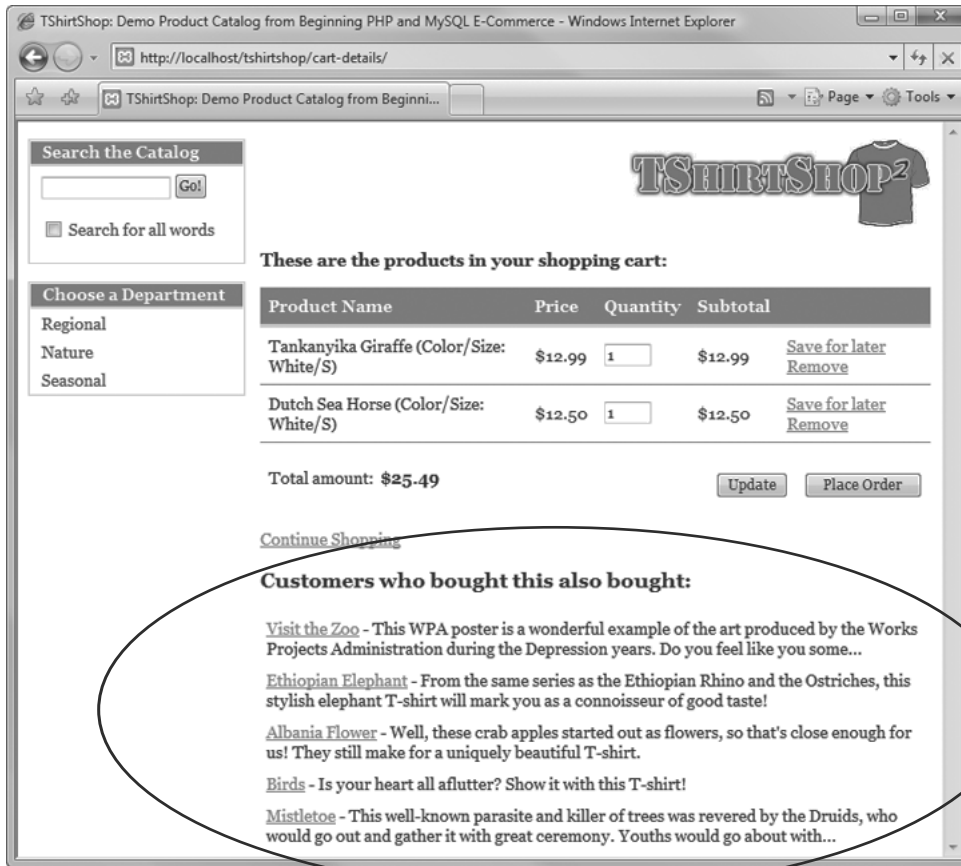 TShirtShop: Demo Product Catalog from Beginning PHP and MySQL E-Commerce - Windows Internet Explorer
http://localhost/tshirtshop/cart-details/
TShirtShop: Demo Product Catalog from Beginni...
Page
Tools
Search the Catalog
Go!
Search for all words
Choose a Department
Regional
Nature
Seasonal
TSHIRTSHOP2
These are the products in your shopping cart:
Product Name Price Quantity Subtotal
Tankanyika Giraffe (Color/Size:
White/S)
$12.99 1 $12.99
Save for later
Remove
Dutch Sea Horse (Color/Size:
White/S)
$12.50 1 $12.50
Save for later
Remove
Total amount: $25.49
Update Place Order
Continue Shopping
Customers who bought this also bought:
Visit the Zoo - This WPA poster is a wonderful example of the art produced by the Works
Projects Administration during the Depression years. Do you feel like you some...
Ethiopian Elephant - From the same series as the Ethiopian Rhino and the Ostriches, this
stylish elephant T-shirt will mark you as a connoisseur of good taste!
Albania Flower - Well, these crab apples started out as flowers, so that's close enough for
us! They still make for a uniquely beautiful T-shirt.
Birds - Is your heart all aflutter? Show it with this T-shirt!
Mistletoe - This well-known parasite and killer of trees was revered by the Druids, who
would go out and gather it with great ceremony. Youths would go about with...